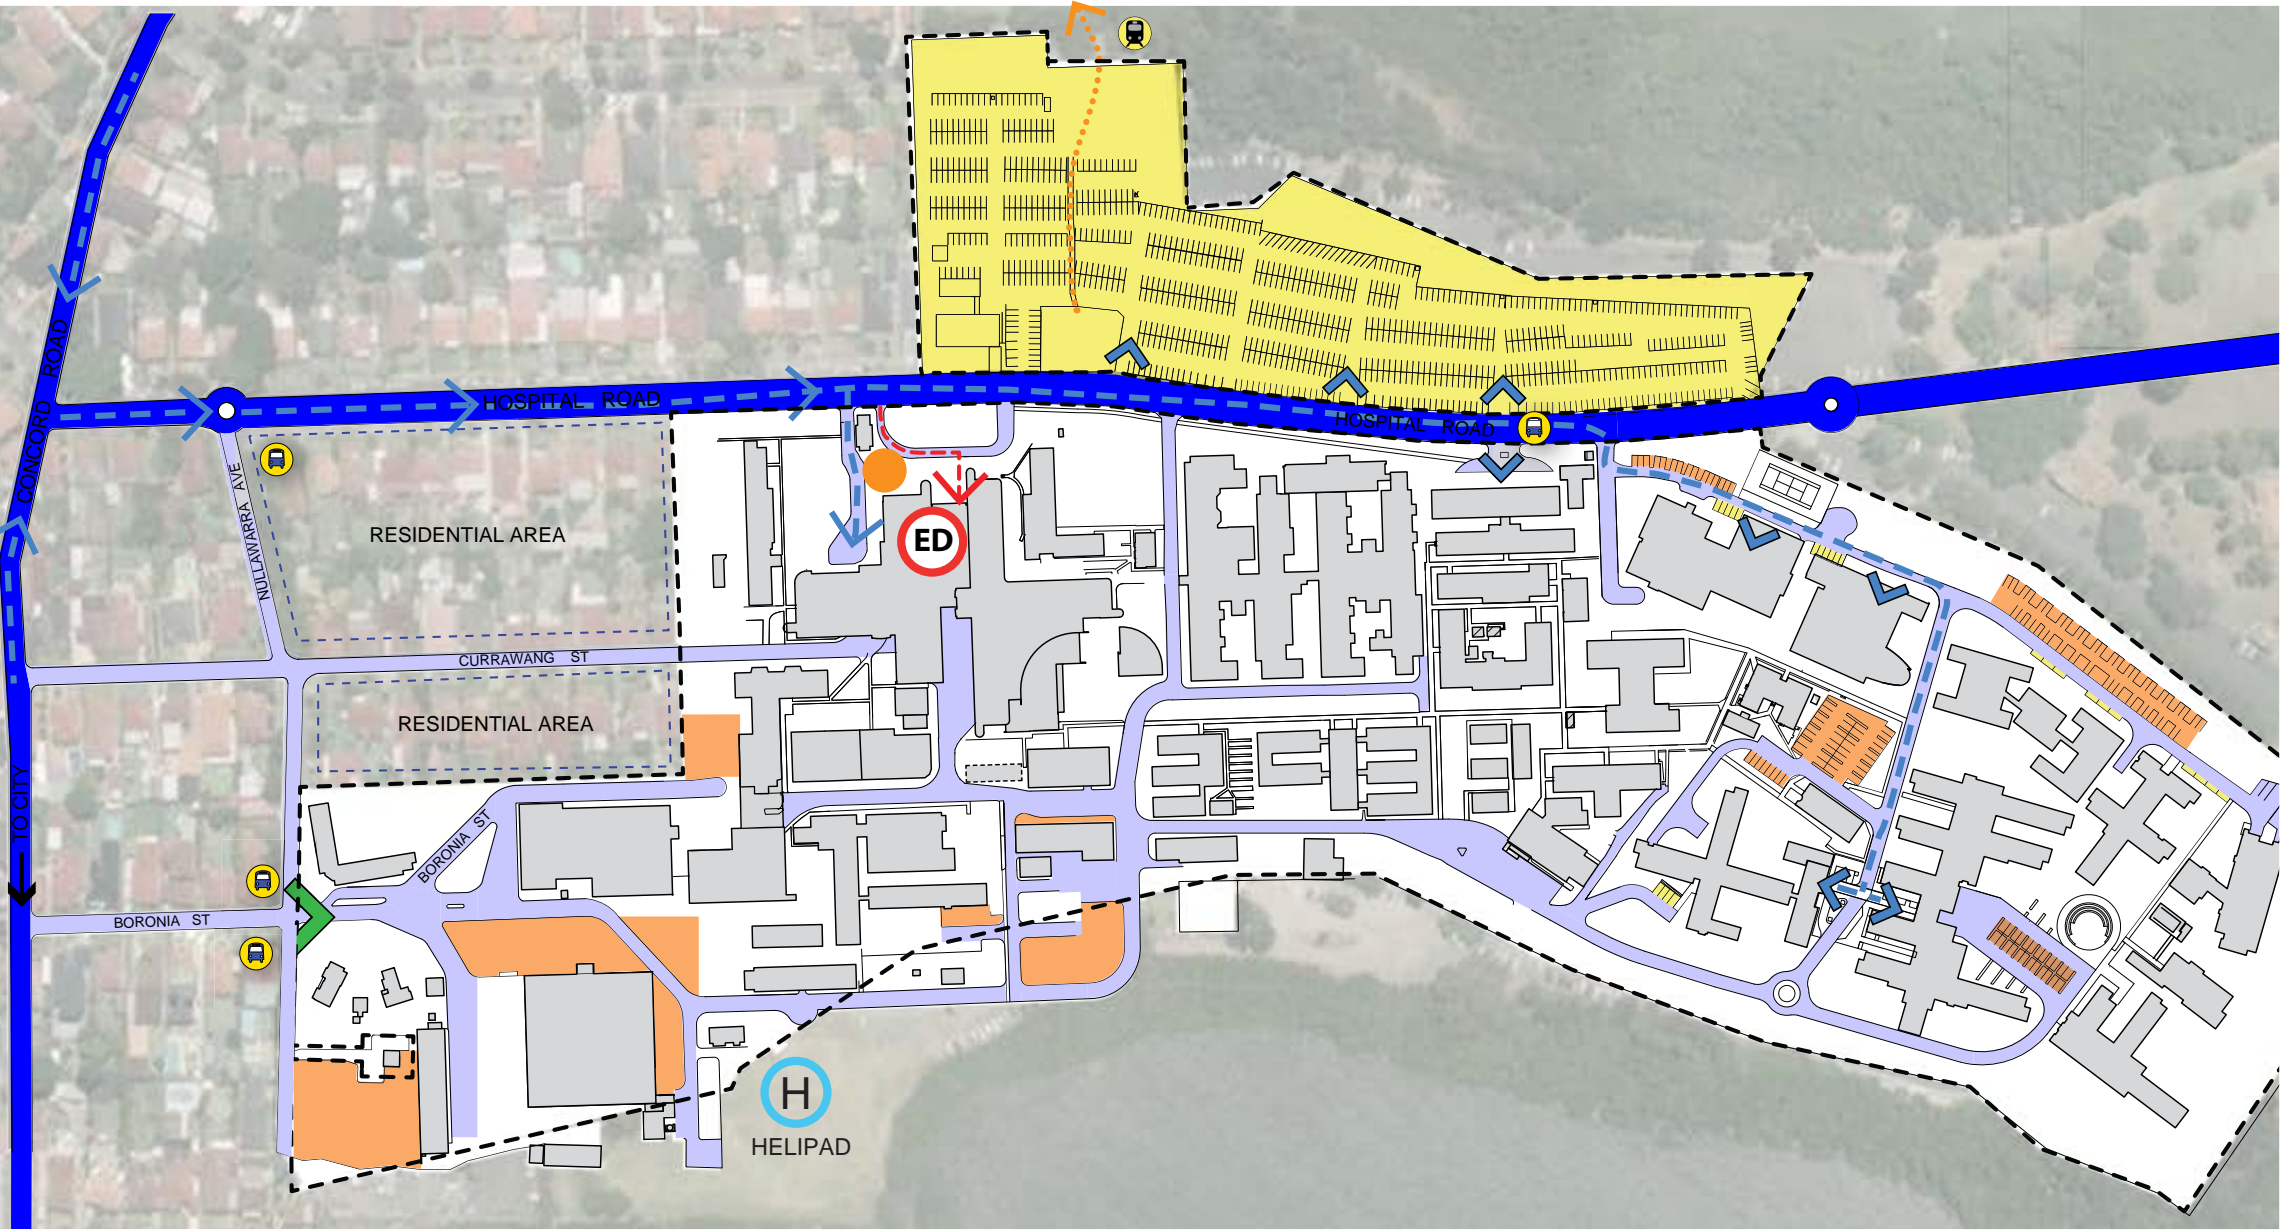 CONCORD ROAD
HOSPITAL ROAD
HOSPITAL ROAD
NULLAWARRA AVE
RESIDENTIAL AREA
ED
CURRAWANG ST
RESIDENTIAL AREA
TO CITY
BORONIA ST
BORONIA ST
H
HELIPAD